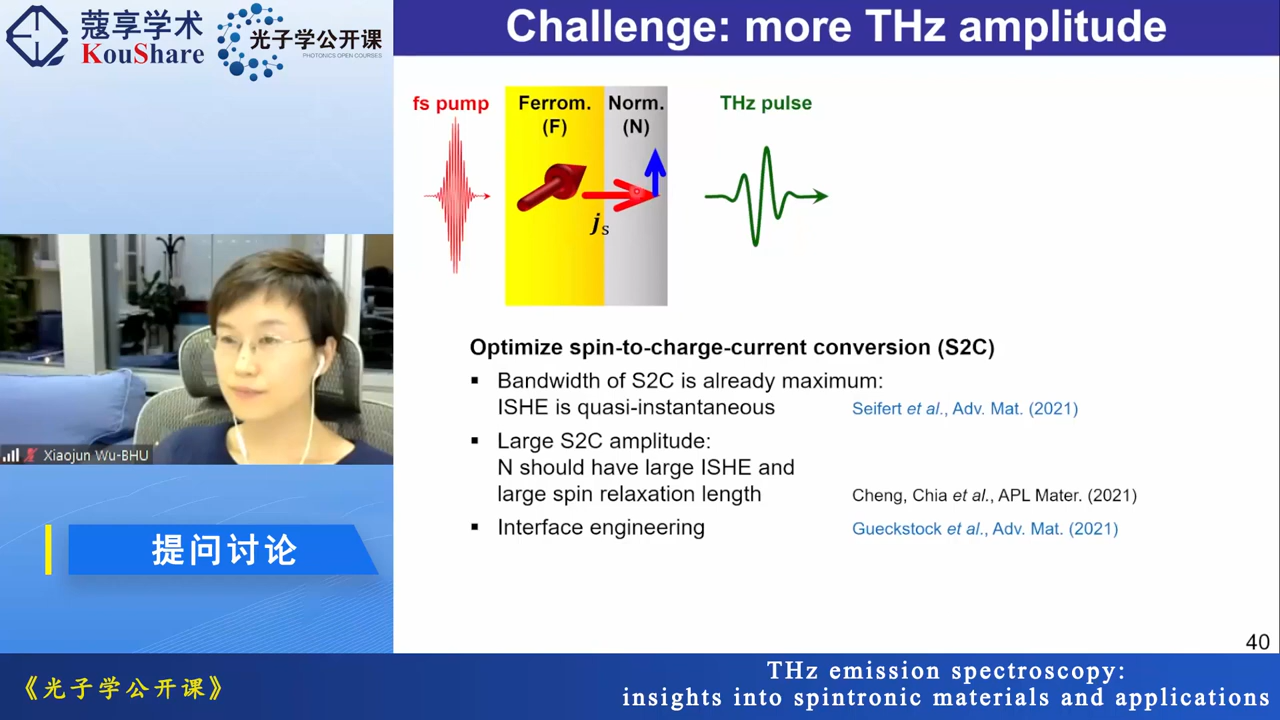 蔻享学术
KouShare
光子学公开课
PHOTONICS OPEN COURSES
Challenge: more THz amplitude
fs pump
Ferrom.
(F)
Norm.
(N)
THz pulse
js
Optimize spin-to-charge-current conversion (S2C)
▪ Bandwidth of S2C is already maximum:
ISHE is quasi-instantaneous
Seifert et al., Adv. Mat. (2021)
▪ Large S2C amplitude:
N should have large ISHE and
large spin relaxation length
Cheng, Chia et al., APL Mater. (2021)
▪ Interface engineering
Gueckstock et al., Adv. Mat. (2021)
40
Xiaojun Wu-BHU
提问讨论
《光子学公开课》
THz emission spectroscopy:
insights into spintronic materials and applications